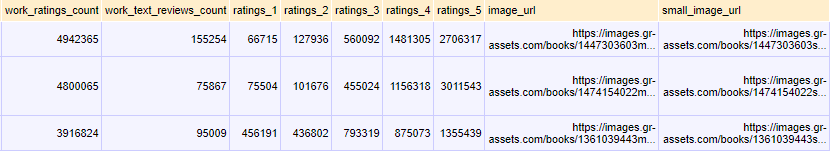 work_ratings_count work_text_reviews_count ratings_1 ratings_2 ratings_3 ratings_4 ratings_5 image_url small_image_url
4942365 155254 66715 127936 560092 1481305 2706317 https://images.gr-assets.com/books/1447303603m... https://images.gr-assets.com/books/1447303603s...
4800065 75867 75504 101676 455024 1156318 3011543 https://images.gr-assets.com/books/1474154022m... https://images.gr-assets.com/books/1474154022s...
3916824 95009 456191 436802 793319 875073 1355439 https://images.gr-assets.com/books/1361039443m... https://images.gr-assets.com/books/1361039443s...